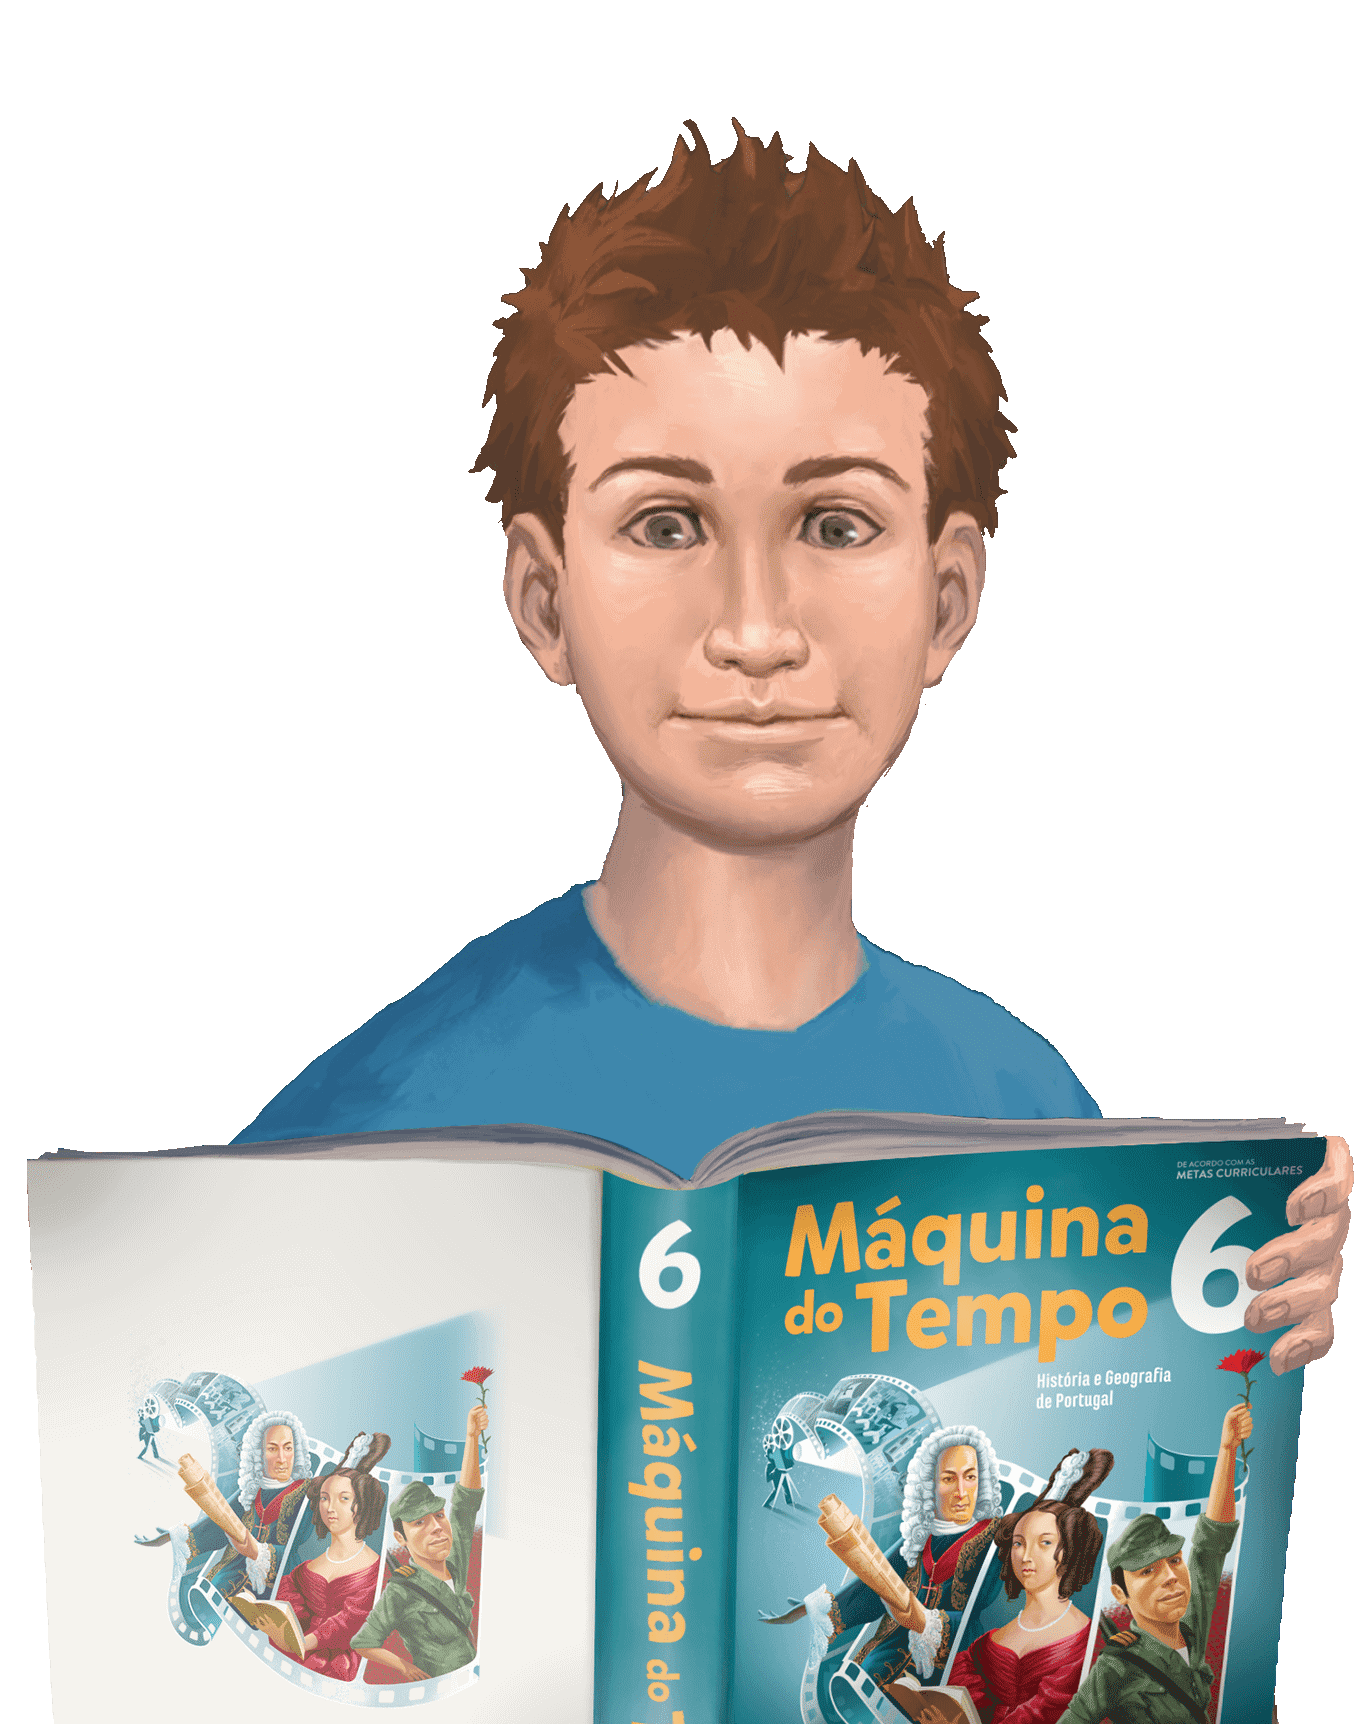 6
Máquina do
DE ACORDO COM AS
METAS CURRICULARES
Máquina
do Tempo
6
História e Geografia
de Portugal